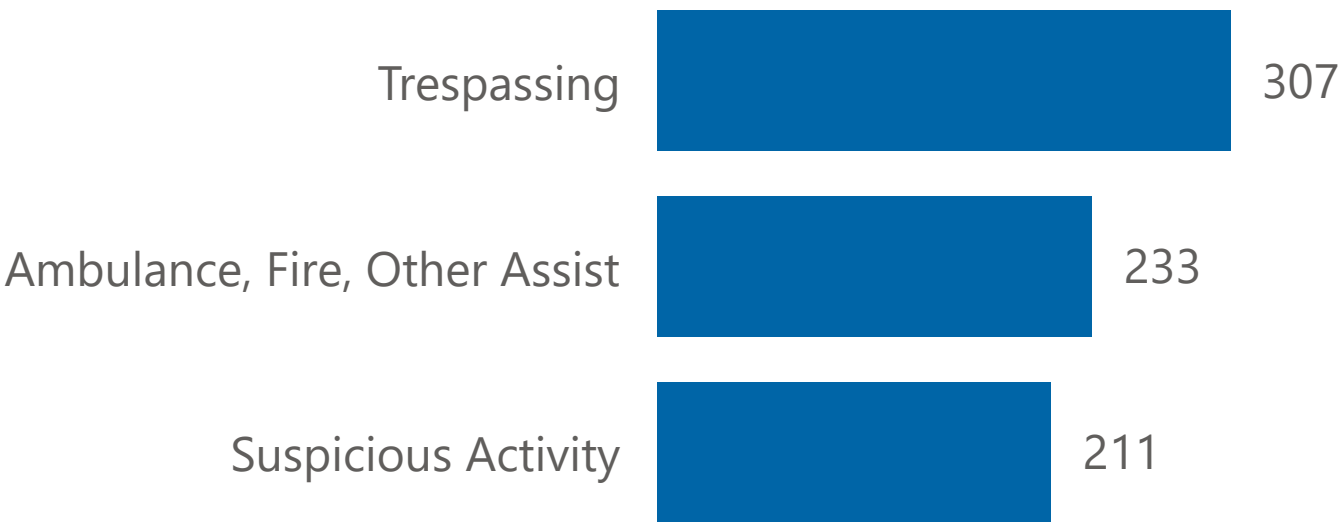 Trespassing 307
Ambulance, Fire, Other Assist 233
Suspicious Activity 211